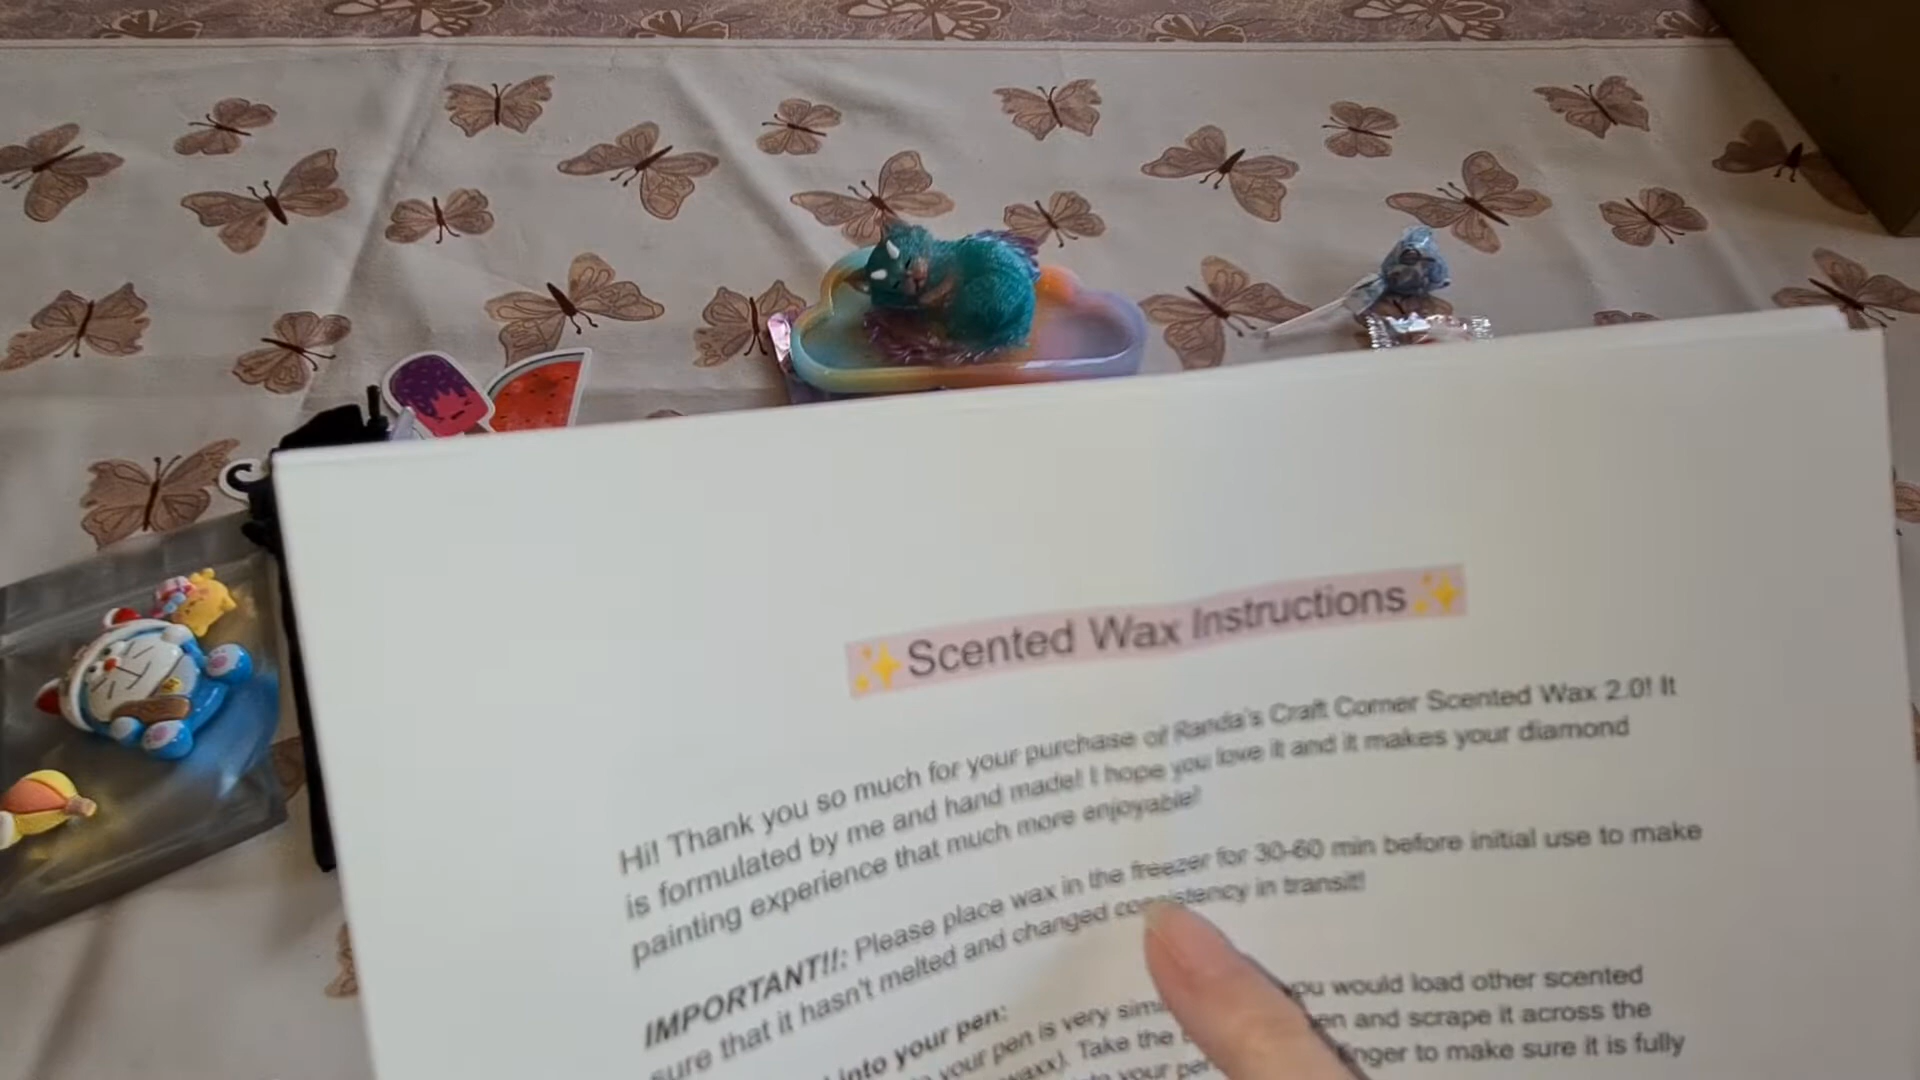 ✨Scented Wax Instructions✨
Hi! Thank you so much for your purchase of Randa's Craft Corner Scented Wax 2.0! It
is formulated by me and hand made! I hope you love it and it makes your diamond
painting experience that much more enjoyable!
IMPORTANT!!: Please place wax in the freezer for 30-60 min before initial use to make
sure that it hasn't melted and changed consistency in transit!
into your pen:
your pen is very you would load other scented
Take the and scrape it across the
your finger to make sure it is fully